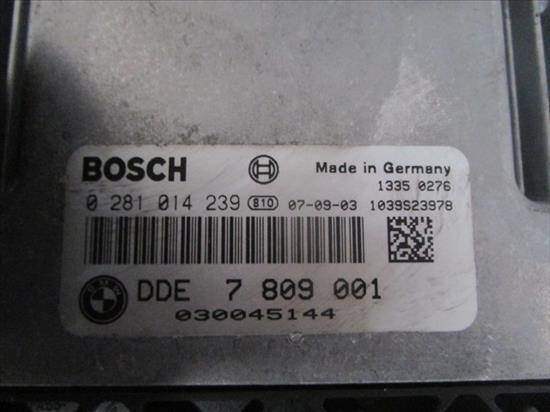 BOSCH
Made in Germany
1335 0276
0 281 014 239 810 07-09-03 1039S23978
BMW
DDE 7 809 001
030045144